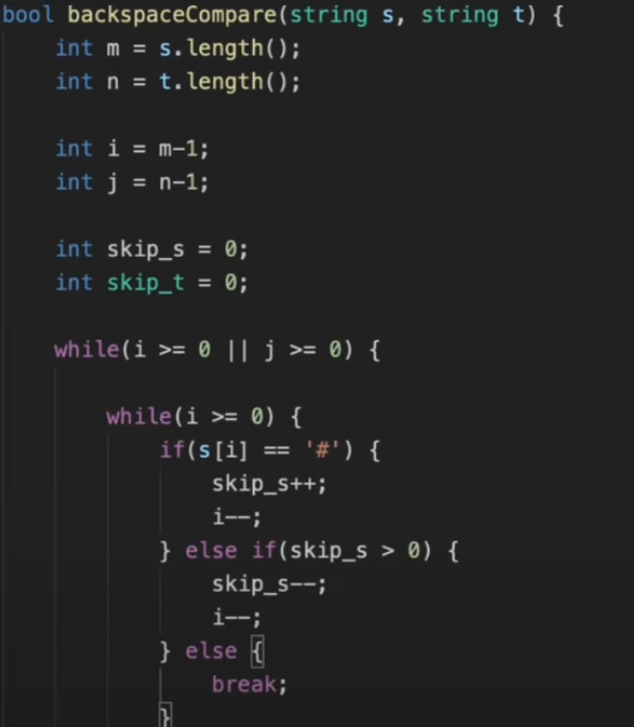 bool backspaceCompare(string s, string t) {
int m = s.length();
int n = t.length();
int i = m-1;
int j = n-1;
int skip_s = 0;
int skip_t = 0;
while(i >= 0 || j >= 0) {
while(i >= 0) {
if(s[i] == '#') {
skip_s++;
i--;
} else if(skip_s > 0) {
skip_s--;
i--;
} else {
break;
}